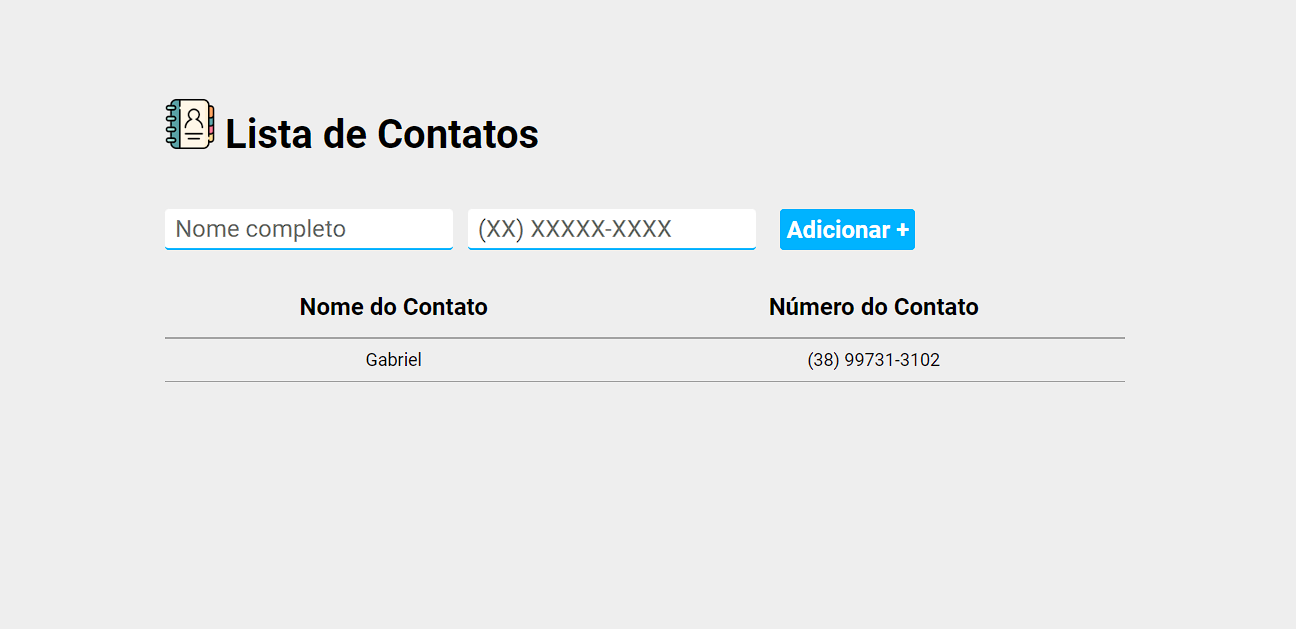 Lista de Contatos
Nome completo (XX) XXXXX-XXXX Adicionar +
Nome do Contato Número do Contato
Gabriel (38) 99731-3102